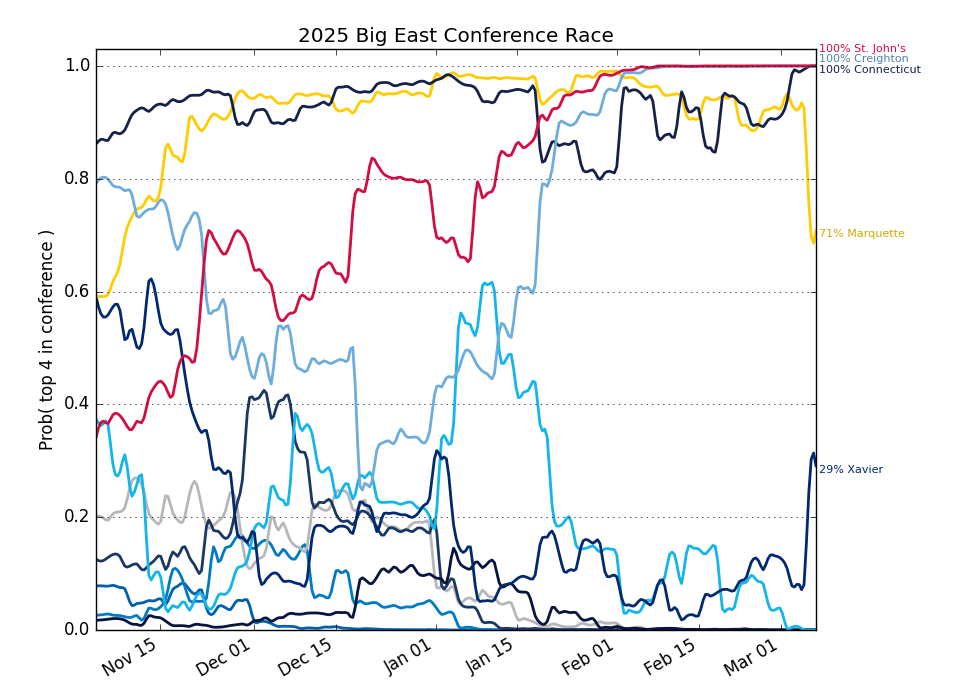 2025 Big East Conference Race
100% St. John's
100% Creighton
100% Connecticut
71% Marquette
29% Xavier
Prob( top 4 in conference )
1.0
0.8
0.6
0.4
0.2
0.0
Nov 15
Dec 01
Dec 15
Jan 01
Jan 15
Feb 01
Feb 15
Mar 01